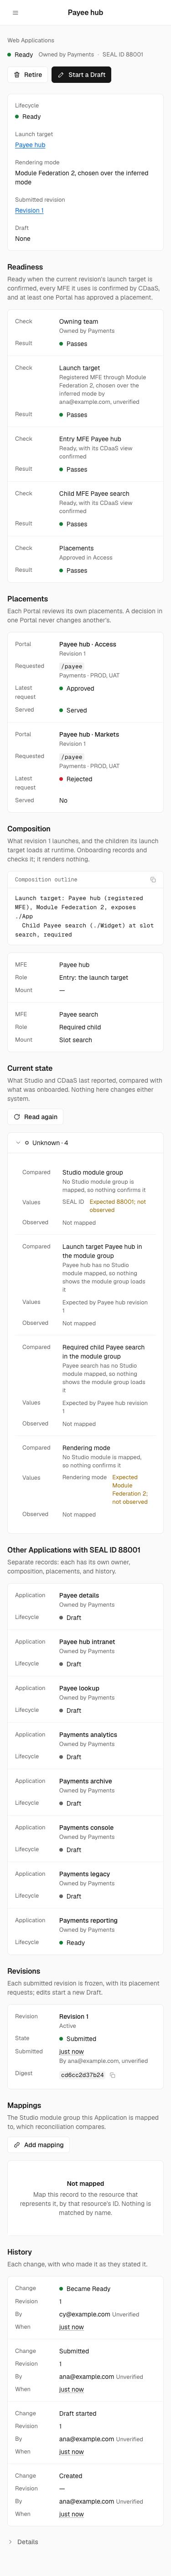 Payee hub
Web Applications
Ready Owned by Payments · SEAL ID 88001
Retire Start a Draft
Lifecycle
Ready
Launch target
Payee hub
Rendering mode
Module Federation 2, chosen over the inferred
mode
Submitted revision
Revision 1
Draft
None
Readiness
Ready when the current revision's launch target is
confirmed, every MFE it uses is confirmed by CDaaS,
and at least one Portal has approved a placement.
Check Owning team
Owned by Payments
Result Passes
Check Launch target
Registered MFE through Module
Federation 2, chosen over the
inferred mode by
ana@example.com, unverified
Result Passes
Check Entry MFE Payee hub
Ready, with its CDaaS view
confirmed
Result Passes
Check Child MFE Payee search
Ready, with its CDaaS view
confirmed
Result Passes
Check Placements
Approved in Access
Result Passes
Placements
Each Portal reviews its own placements. A decision in
one Portal never changes another's.
Portal Payee hub · Access
Revision 1
Requested /payee
Payments · PROD, UAT
Latest
request
Approved
Served Served
Portal Payee hub · Markets
Revision 1
Requested /payee
Payments · PROD, UAT
Latest
request
Rejected
Served No
Composition
What revision 1 launches, and the children its launch
target loads at runtime. Onboarding records and
checks it; it renders nothing.
Composition outline
Launch target: Payee hub (registered
MFE), Module Federation 2, exposes
./App
Child Payee search (./Widget) at slot
search, required
MFE Payee hub
Role Entry: the launch target
Mount —
MFE Payee search
Role Required child
Mount Slot search
Current state
What Studio and CDaaS last reported, compared with
what was onboarded. Nothing here changes either
system.
Read again
Unknown · 4
Compared Studio module group
No Studio module group is
mapped, so nothing confirms it
Values SEAL ID Expected 88001; not
observed
Observed Not mapped
Compared Launch target Payee hub in
the module group
Payee hub has no Studio
module mapped, so nothing
shows the module group loads
it
Values Expected by Payee hub revision
1
Observed Not mapped
Compared Required child Payee search
in the module group
Payee search has no Studio
module mapped, so nothing
shows the module group loads
it
Values Expected by Payee hub revision
1
Observed Not mapped
Compared Rendering mode
No Studio module is mapped,
so nothing confirms it
Values Rendering mode Expected
Module
Federation 2;
not observed
Observed Not mapped
Other Applications with SEAL ID 88001
Separate records: each has its own owner,
composition, placements, and history.
Application Payee details
Owned by Payments
Lifecycle Draft
Application Payee hub intranet
Owned by Payments
Lifecycle Draft
Application Payee lookup
Owned by Payments
Lifecycle Draft
Application Payments analytics
Owned by Payments
Lifecycle Draft
Application Payments archive
Owned by Payments
Lifecycle Draft
Application Payments console
Owned by Payments
Lifecycle Draft
Application Payments legacy
Owned by Payments
Lifecycle Draft
Application Payments reporting
Owned by Payments
Lifecycle Ready
Revisions
Each submitted revision is frozen, with its placement
requests; edits start a new Draft.
Revision Revision 1
Active
State Submitted
Submitted just now
By ana@example.com, unverified
Digest cd6cc2d37b24
Mappings
The Studio module group this Application is mapped
to, which reconciliation compares.
Add mapping
Not mapped
Map this record to the resource that
represents it, by that resource's ID. Nothing is
matched by name.
History
Each change, with who made it as they stated it.
Change Became Ready
Revision 1
By cy@example.com Unverified
When just now
Change Submitted
Revision 1
By ana@example.com Unverified
When just now
Change Draft started
Revision 1
By ana@example.com Unverified
When just now
Change Created
Revision —
By ana@example.com Unverified
When just now
Details